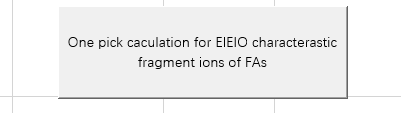 One pick caculation for EIEIO characterastic
fragment ions of FAs